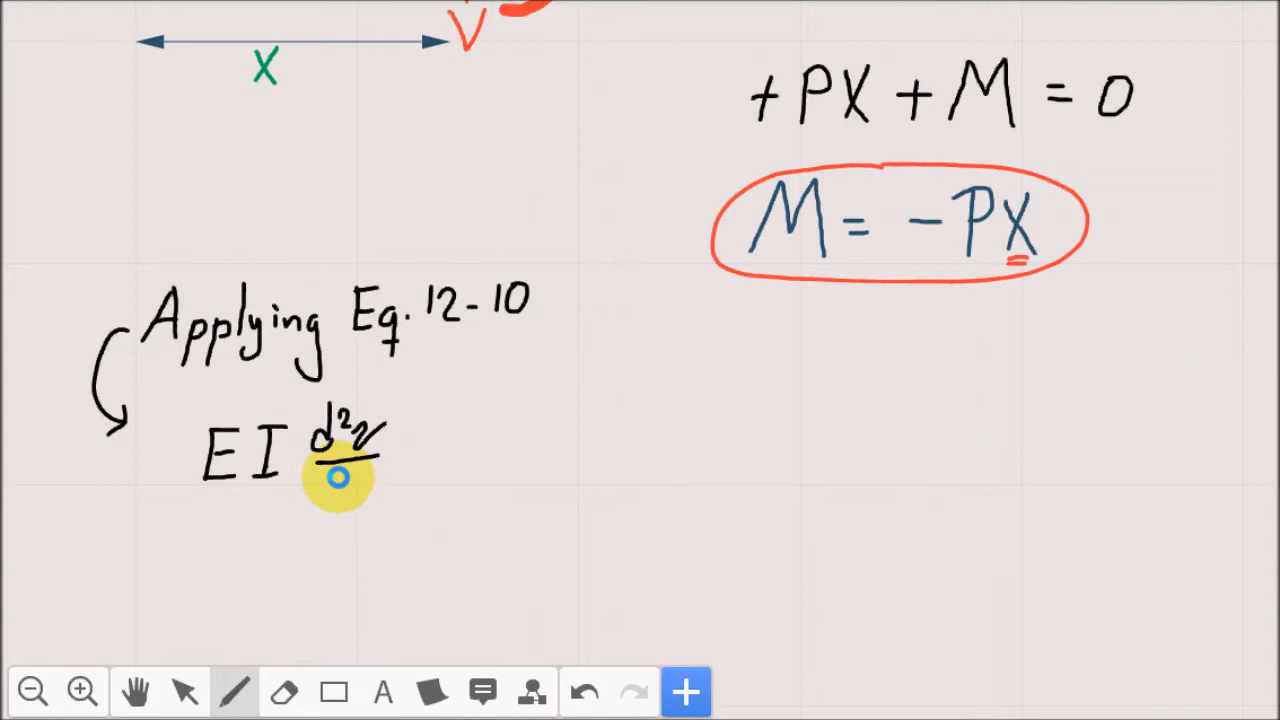 V
X
+PX + M = 0
M = -PX
Applying Eq. 12-10
EI d²v
A